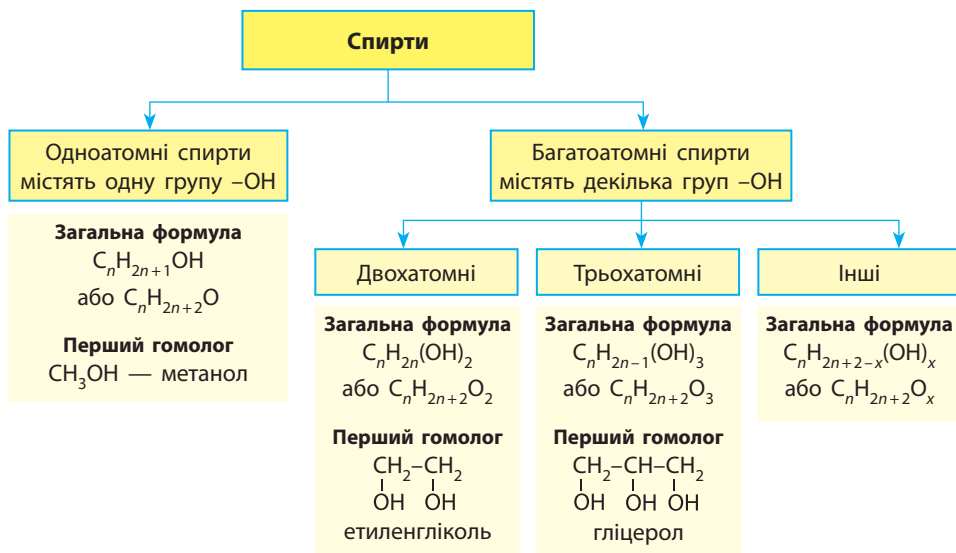 Спирти
Одноатомні спирти
містять одну групу –OH
Загальна формула
CₙH₂ₙ₊₁OH
або CₙH₂ₙ₊₂O
Перший гомолог
CH₃OH — метанол
Багатоатомні спирти
містять декілька груп –OH
Двохатомні
Загальна формула
CₙH₂ₙ(OH)₂
або CₙH₂ₙ₊₂O₂
Перший гомолог
CH₂–CH₂
OH OH
етиленгліколь
Трьохатомні
Загальна формула
CₙH₂ₙ₋₁(OH)₃
або CₙH₂ₙ₊₂O₃
Перший гомолог
CH₂–CH–CH₂
OH OH OH
гліцерол
Інші
Загальна формула
CₙH₂ₙ₊₂₋ₓ(OH)ₓ
або CₙH₂ₙ₊₂Oₓ